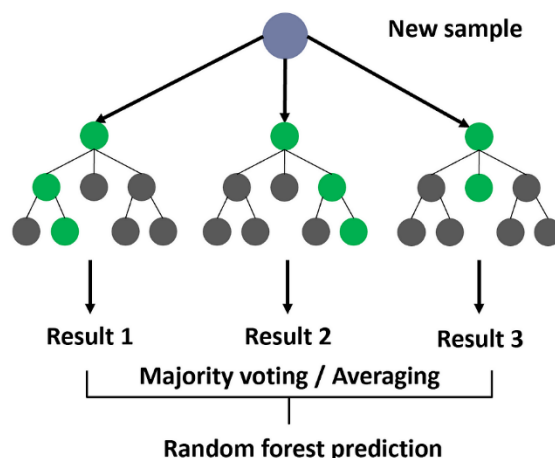 New sample
Result 1 Result 2 Result 3
Majority voting / Averaging
Random forest prediction